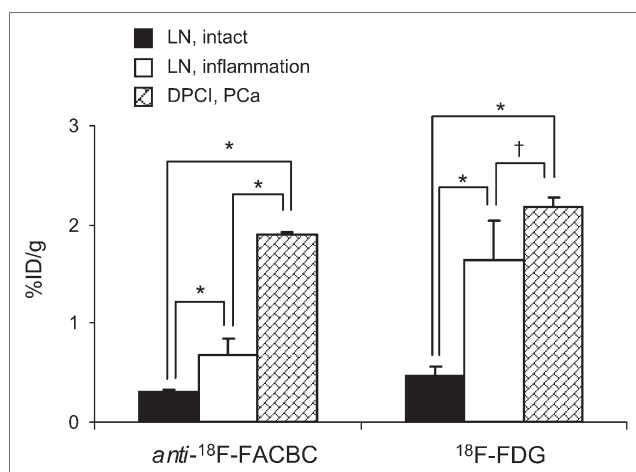 LN, intact
LN, inflammation
DPCI, PCa
%ID/g
3
2
1
0
*
*
*
*
*
†
anti-¹⁸F-FACBC
¹⁸F-FDG